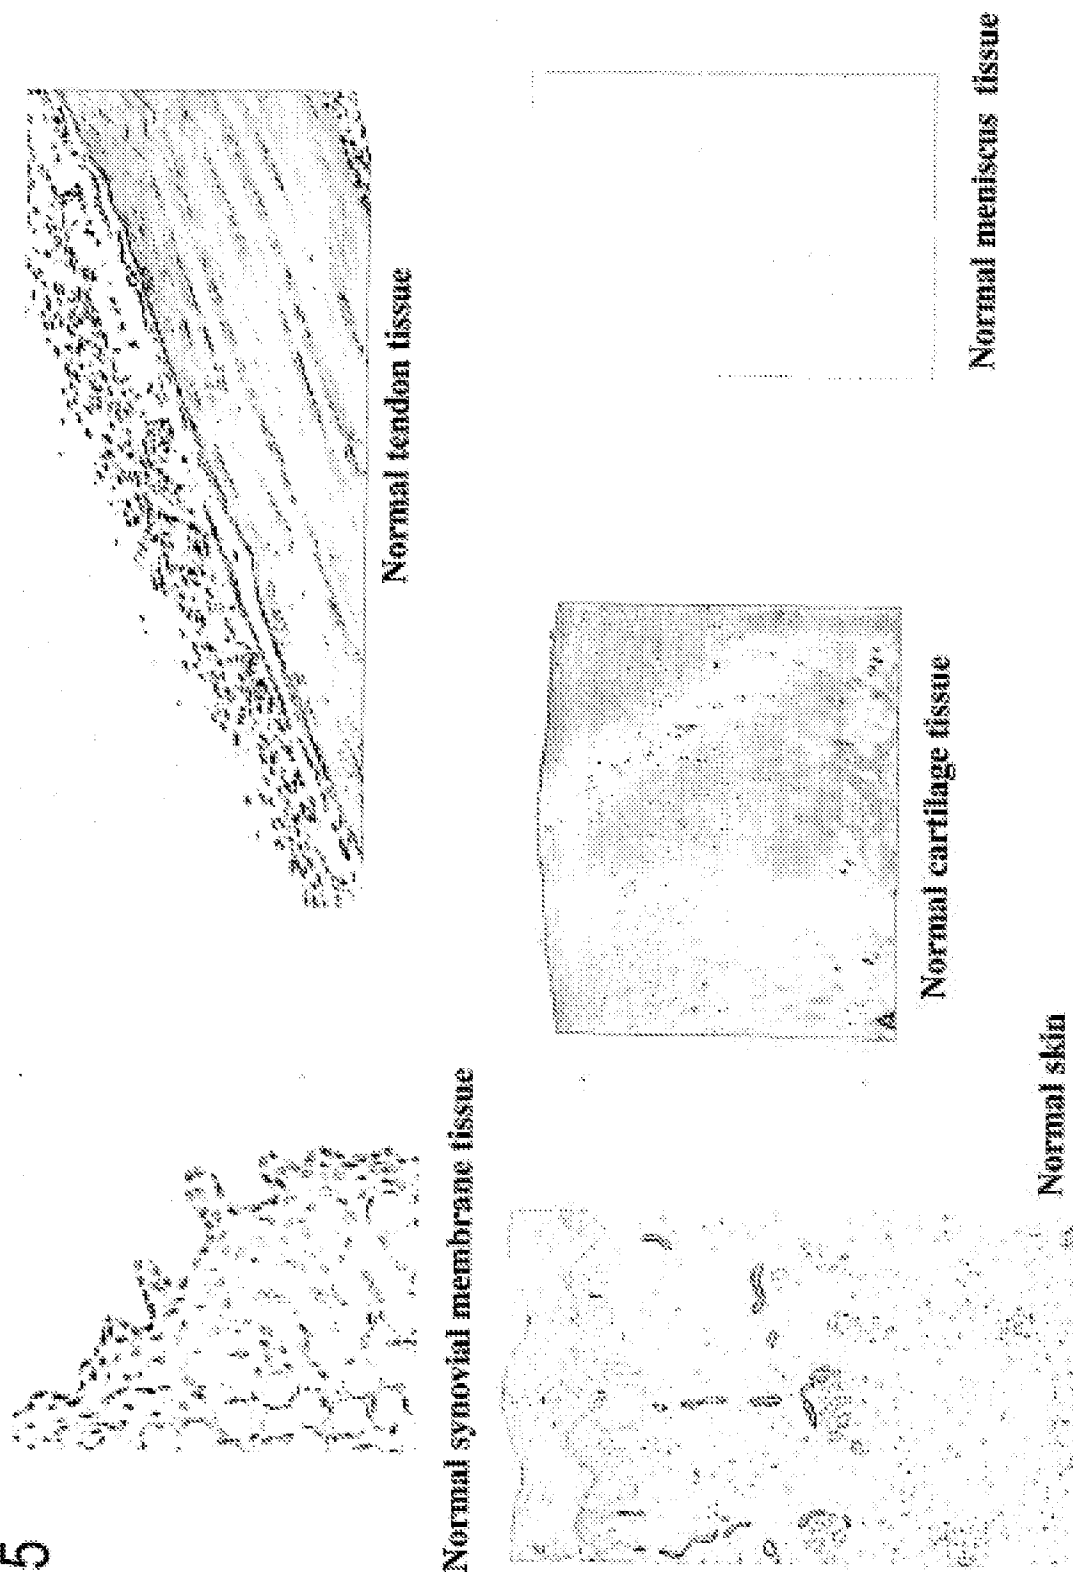 5
Normal synovial membrane tissue
Normal tendon tissue
Normal skin
Normal cartilage tissue
Normal meniscus tissue